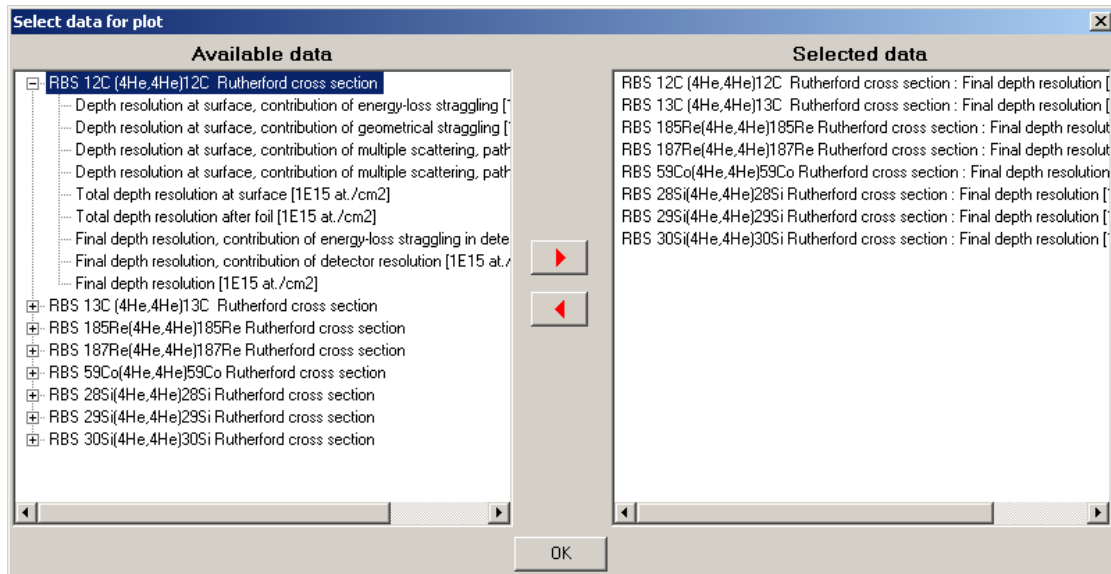 Select data for plot
Available data
RBS 12C (4He,4He)12C Rutherford cross section
Depth resolution at surface, contribution of energy-loss straggling [
Depth resolution at surface, contribution of geometrical straggling [
Depth resolution at surface, contribution of multiple scattering, path
Depth resolution at surface, contribution of multiple scattering, path
Total depth resolution at surface [1E15 at./cm2]
Total depth resolution after foil [1E15 at./cm2]
Final depth resolution, contribution of energy-loss straggling in dete
Final depth resolution, contribution of detector resolution [1E15 at./
Final depth resolution [1E15 at./cm2]
RBS 13C (4He,4He)13C Rutherford cross section
RBS 185Re(4He,4He)185Re Rutherford cross section
RBS 187Re(4He,4He)187Re Rutherford cross section
RBS 59Co(4He,4He)59Co Rutherford cross section
RBS 28Si(4He,4He)28Si Rutherford cross section
RBS 29Si(4He,4He)29Si Rutherford cross section
RBS 30Si(4He,4He)30Si Rutherford cross section
Selected data
RBS 12C (4He,4He)12C Rutherford cross section : Final depth resolution [
RBS 13C (4He,4He)13C Rutherford cross section : Final depth resolution [
RBS 185Re(4He,4He)185Re Rutherford cross section : Final depth resolut
RBS 187Re(4He,4He)187Re Rutherford cross section : Final depth resolut
RBS 59Co(4He,4He)59Co Rutherford cross section : Final depth resolution
RBS 28Si(4He,4He)28Si Rutherford cross section : Final depth resolution [
RBS 29Si(4He,4He)29Si Rutherford cross section : Final depth resolution [
RBS 30Si(4He,4He)30Si Rutherford cross section : Final depth resolution [
OK